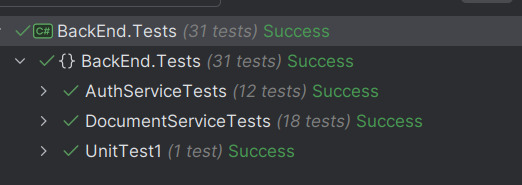 C# BackEnd.Tests (31 tests) Success
{} BackEnd.Tests (31 tests) Success
AuthServiceTests (12 tests) Success
DocumentServiceTests (18 tests) Success
UnitTest1 (1 test) Success